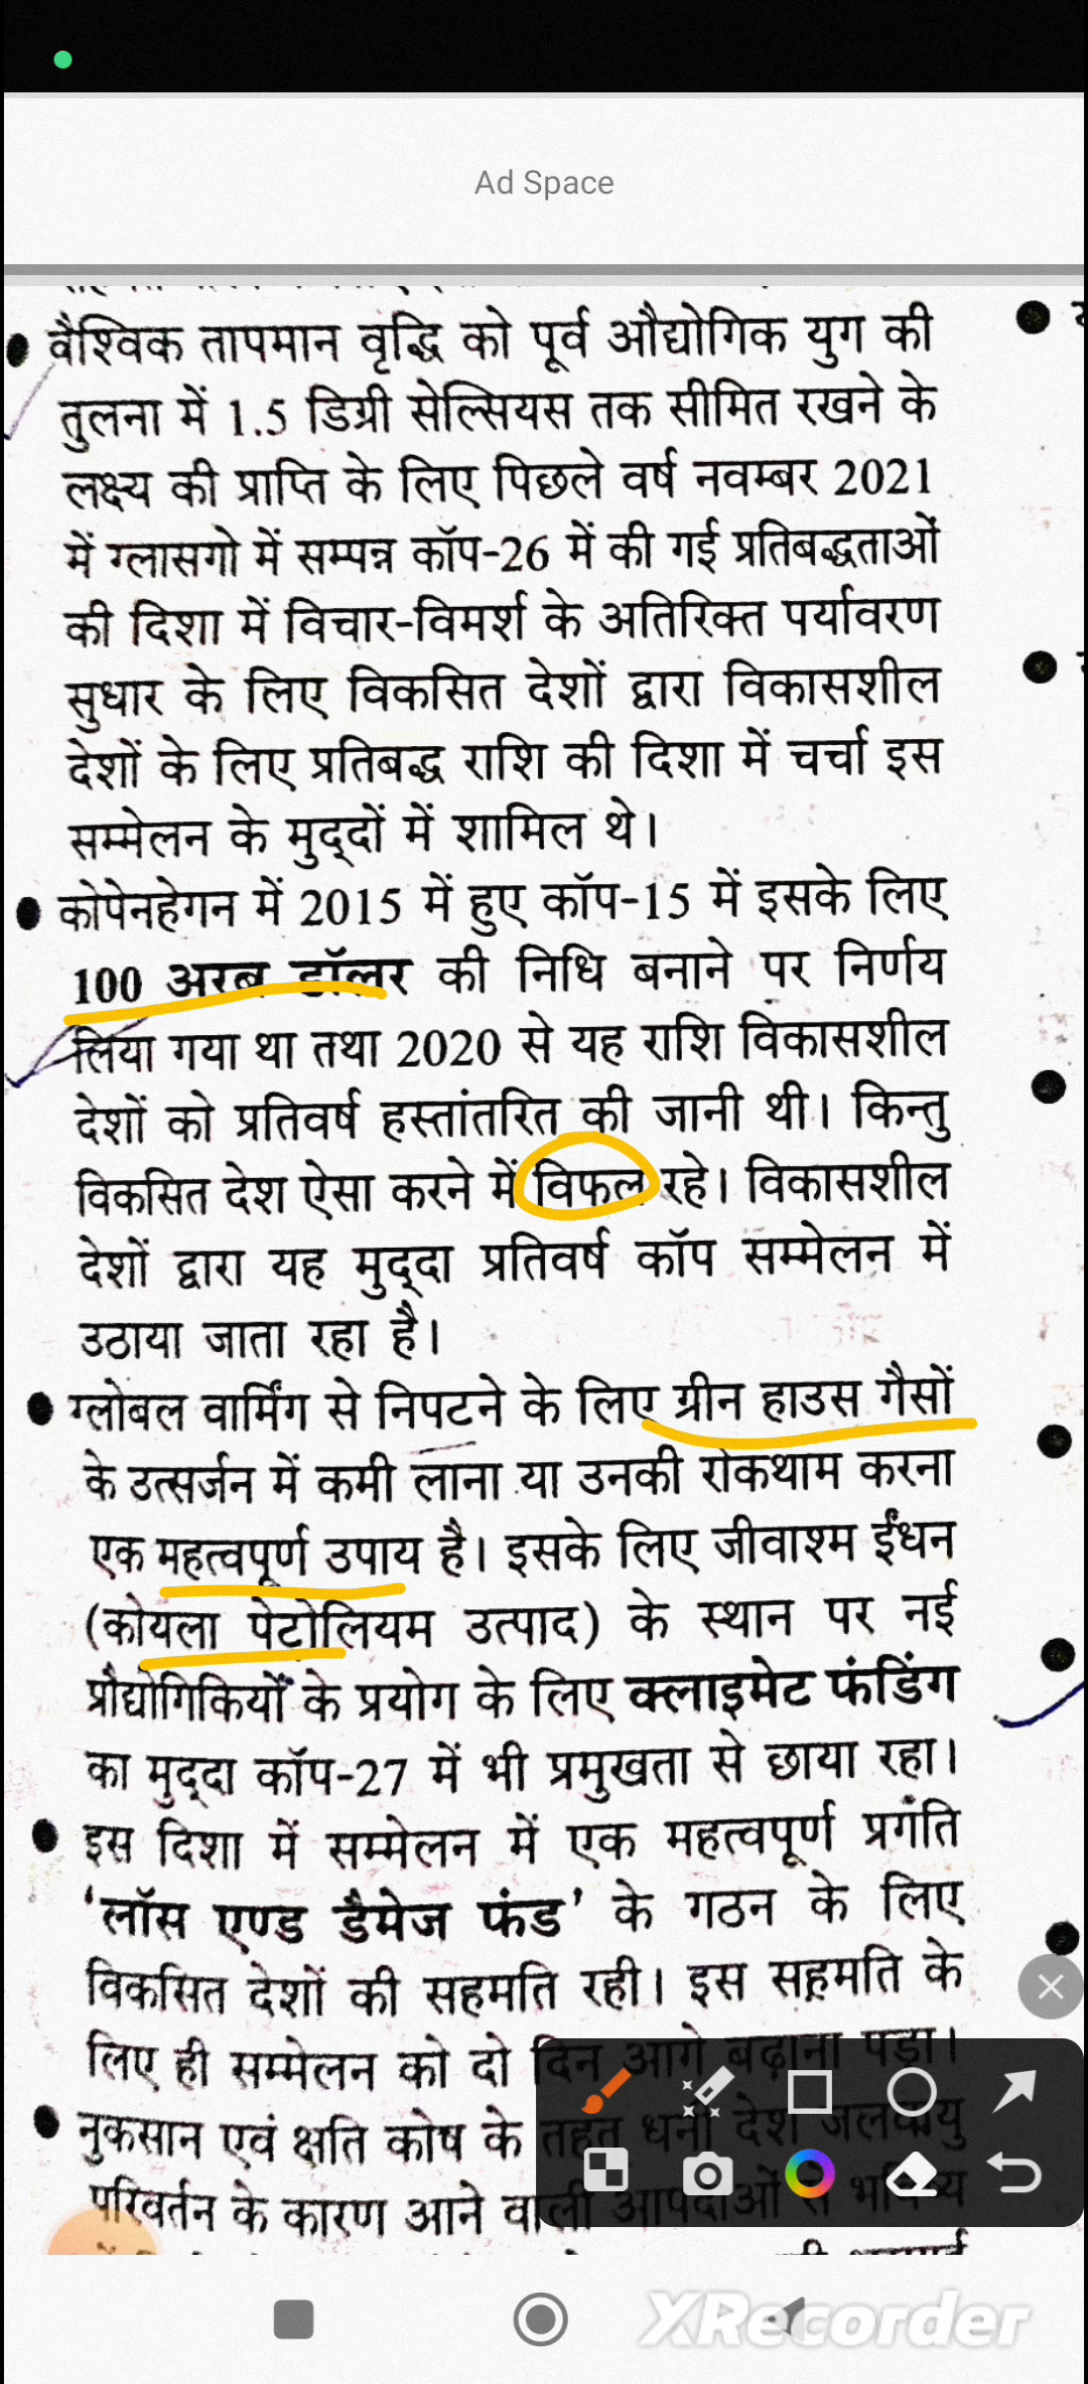 Ad Space
वैश्विक तापमान वृद्धि को पूर्व औद्योगिक युग की
तुलना में 1.5 डिग्री सेल्सियस तक सीमित रखने के
लक्ष्य की प्राप्ति के लिए पिछले वर्ष नवम्बर 2021
में ग्लासगो में सम्पन्न कॉप-26 में की गई प्रतिबद्धताओं
की दिशा में विचार-विमर्श के अतिरिक्त पर्यावरण
सुधार के लिए विकसित देशों द्वारा विकासशील
देशों के लिए प्रतिबद्ध राशि की दिशा में चर्चा इस
सम्मेलन के मुद्दों में शामिल थे।
कोपेनहेगन में 2015 में हुए कॉप-15 में इसके लिए
100 अरब डॉलर की निधि बनाने पर निर्णय
लिया गया था तथा 2020 से यह राशि विकासशील
देशों को प्रतिवर्ष हस्तांतरित की जानी थी। किन्तु
विकसित देश ऐसा करने में विफल रहे। विकासशील
देशों द्वारा यह मुद्दा प्रतिवर्ष कॉप सम्मेलन में
उठाया जाता रहा है।
ग्लोबल वार्मिंग से निपटने के लिए ग्रीन हाउस गैसों
के उत्सर्जन में कमी लाना या उनकी रोकथाम करना
एक महत्वपूर्ण उपाय है। इसके लिए जीवाश्म ईंधन
(कोयला पेटोलियम उत्पाद) के स्थान पर नई
प्रौद्योगिकियों के प्रयोग के लिए क्लाइमेट फंडिंग
का मुद्दा कॉप-27 में भी प्रमुखता से छाया रहा।
इस दिशा में सम्मेलन में एक महत्वपूर्ण प्रगति
'लॉस एण्ड डैमेज फंड' के गठन के लिए
विकसित देशों की सहमति रही। इस सहमति के
लिए ही सम्मेलन को दो दिन आगे बढ़ाना पड़ा।
नुकसान एवं क्षति कोष के तहत धनी देश जलवायु
परिवर्तन के कारण आने वाली आपदाओं से भविष्य
XRecorder